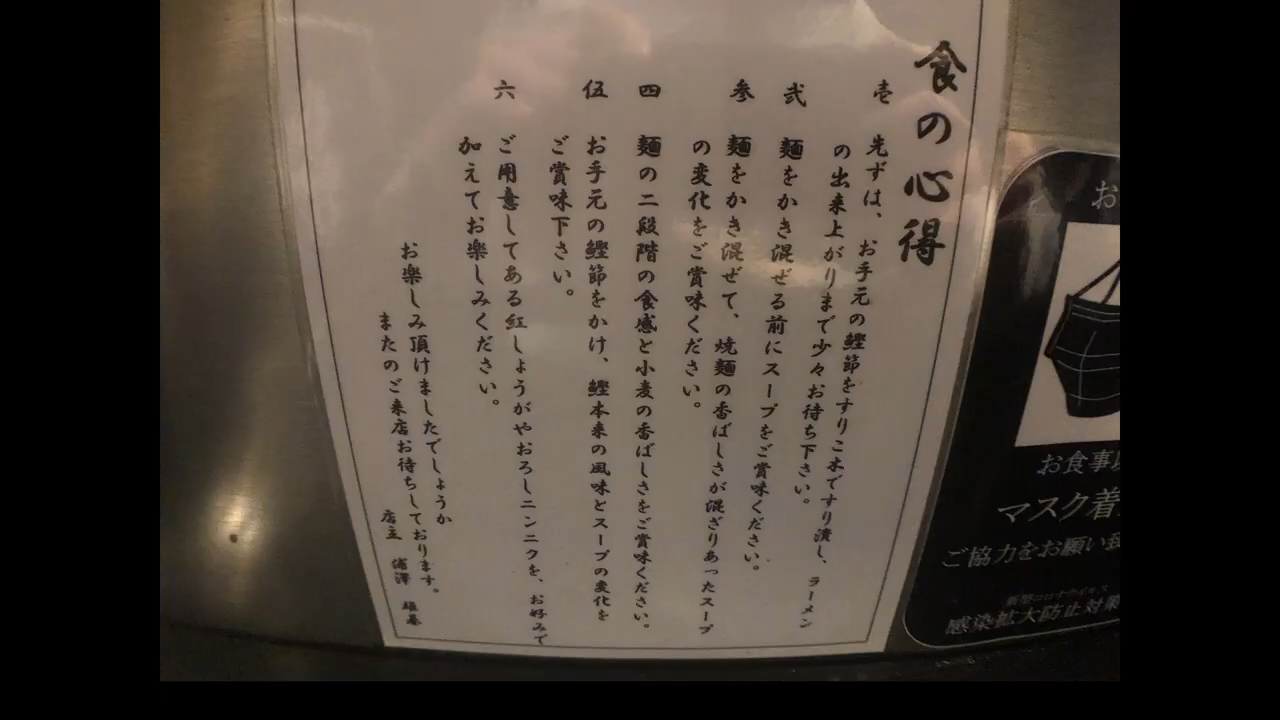 食の心得
壱 先ずは、お手元の鰹節をすりこ木ですり潰し、ラーメン
の出来上がりまで少々お待ち下さい。
弐 麺をかき混ぜる前にスープをご賞味ください。
参 麺をかき混ぜて、焼麺の香ばしさが混ざりあったスープ
の変化をご賞味ください。
四 麺の二段階の食感と小麦の香ばしさをご賞味ください。
伍 お手元の鰹節をかけ、鰹本来の風味とスープの変化を
ご賞味下さい。
六 ご用意してある紅しょうがやおろしニンニクを、お好みで
加えてお楽しみください。
お楽しみ頂けましたでしょうか
またのご来店お待ちしております。
店主
お
お食事
マスク着
ご協力をお願い
新型コロナウイルス
感染拡大防止対策